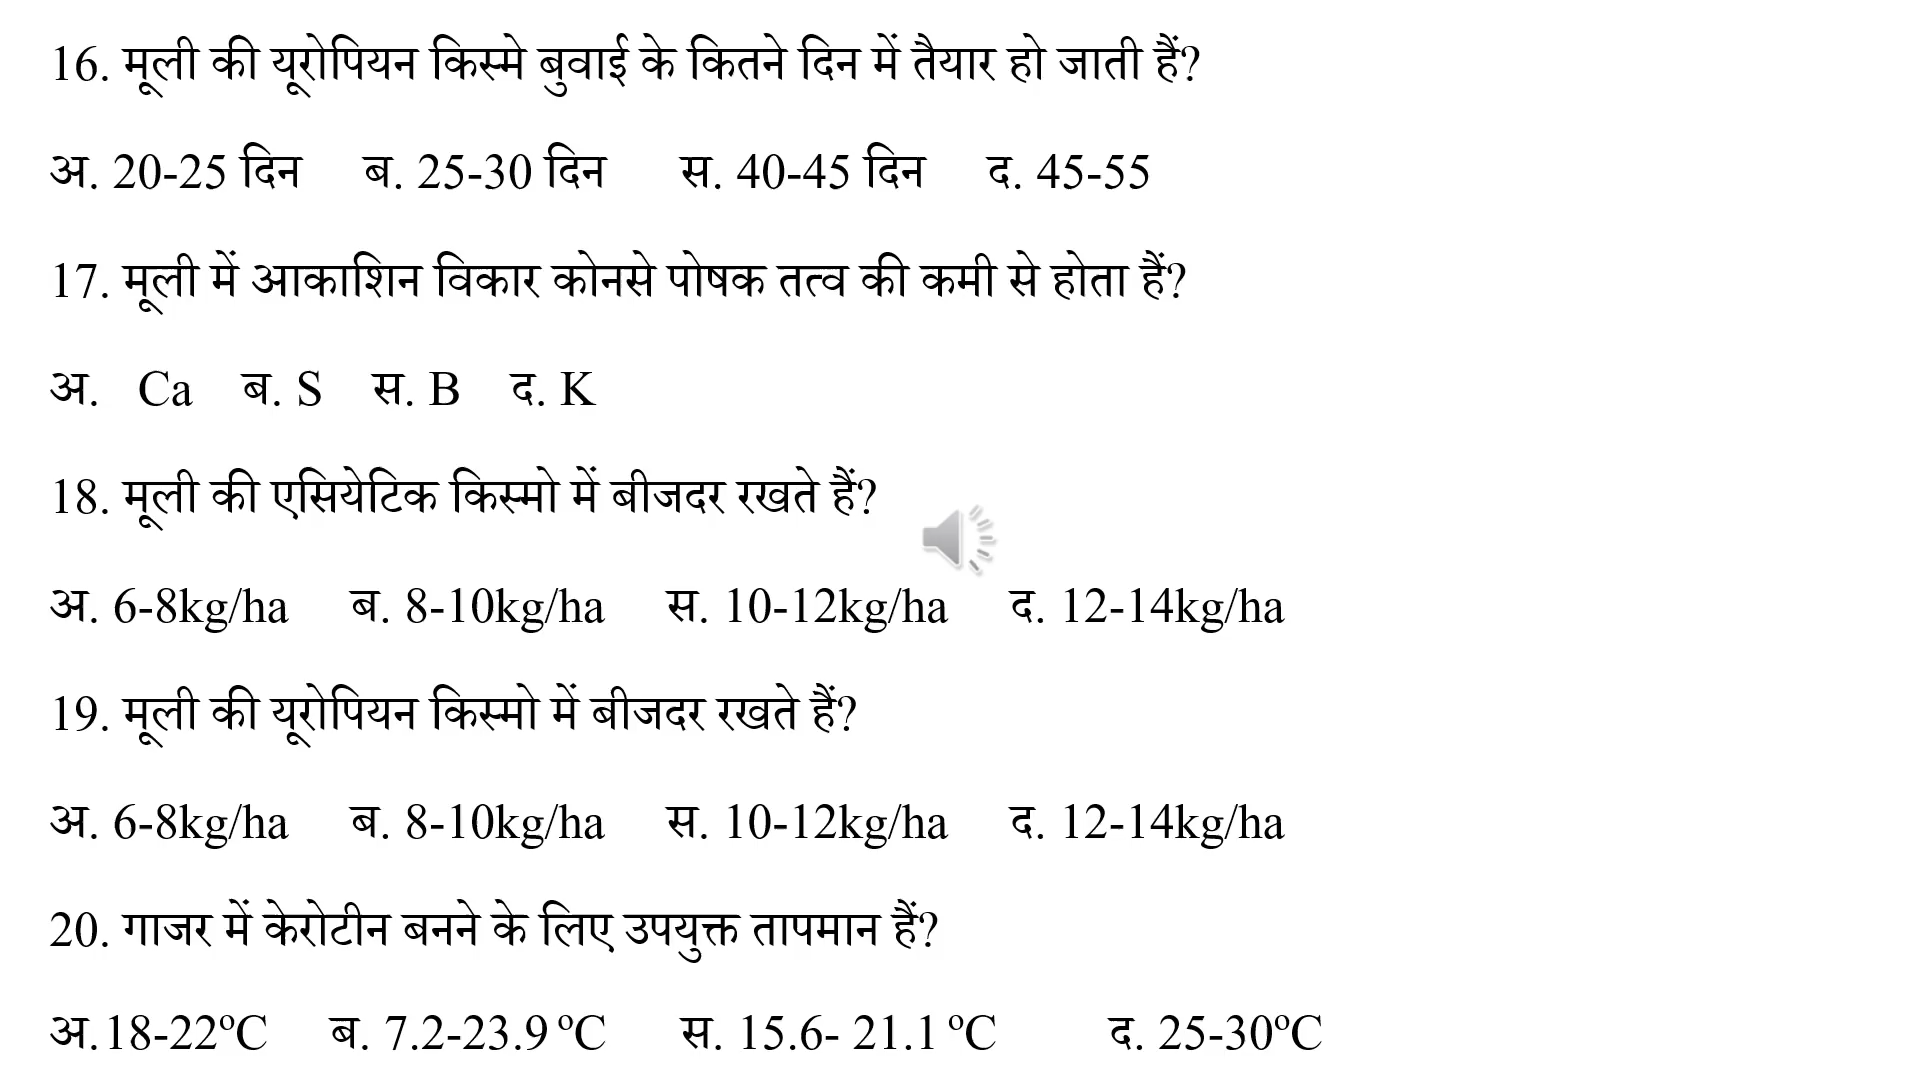 16. मूली की यूरोपियन किस्मे बुवाई के कितने दिन में तैयार हो जाती हैं?
अ. 20-25 दिन ब. 25-30 दिन स. 40-45 दिन द. 45-55
17. मूली में आकाशिन विकार कोनसे पोषक तत्व की कमी से होता हैं?
अ. Ca ब. S स. B द. K
18. मूली की एसियेटिक किस्मो में बीजदर रखते हैं?
अ. 6-8kg/ha ब. 8-10kg/ha स. 10-12kg/ha द. 12-14kg/ha
19. मूली की यूरोपियन किस्मो में बीजदर रखते हैं?
अ. 6-8kg/ha ब. 8-10kg/ha स. 10-12kg/ha द. 12-14kg/ha
20. गाजर में केरोटीन बनने के लिए उपयुक्त तापमान हैं?
अ.18-22ºC ब. 7.2-23.9 ºC स. 15.6- 21.1 ºC द. 25-30ºC